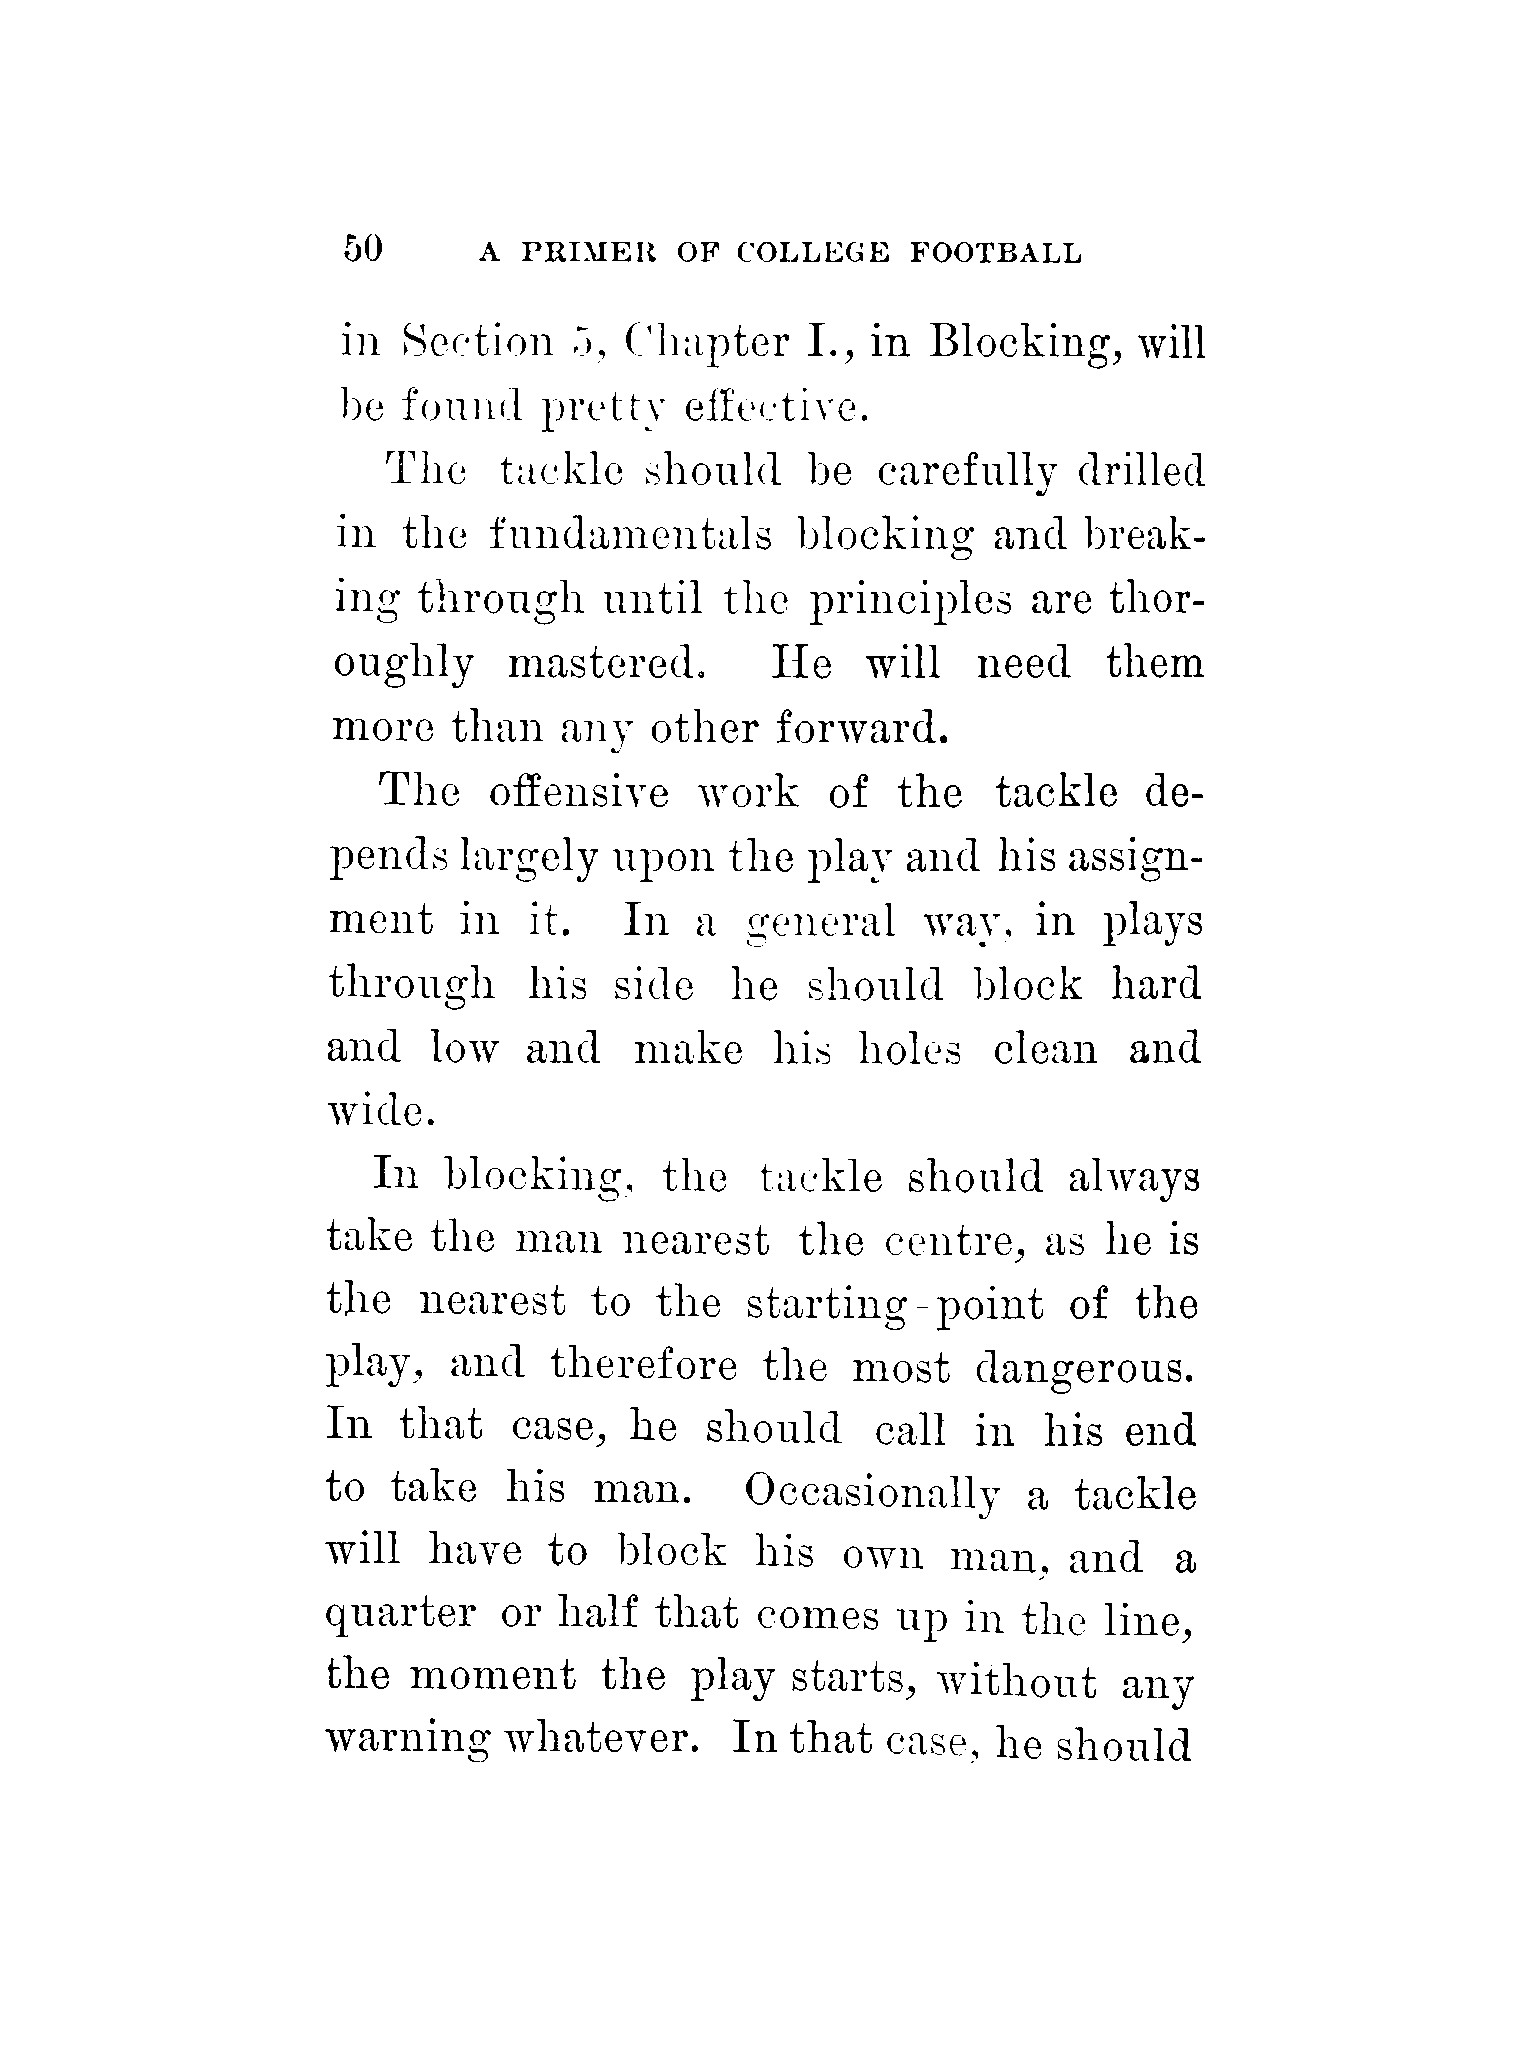 50 A PRIMER OF COLLEGE FOOTBALL
in Section 5, Chapter I., in Blocking, will
be found pretty effective.
The tackle should be carefully drilled
in the fundamentals blocking and break-
ing through until the principles are thor-
oughly mastered. He will need them
more than any other forward.
The offensive work of the tackle de-
pends largely upon the play and his assign-
ment in it. In a general way, in plays
through his side he should block hard
and low and make his holes clean and
wide.
In blocking, the tackle should always
take the man nearest the centre, as he is
the nearest to the starting-point of the
play, and therefore the most dangerous.
In that case, he should call in his end
to take his man. Occasionally a tackle
will have to block his own man, and a
quarter or half that comes up in the line,
the moment the play starts, without any
warning whatever. In that case, he should